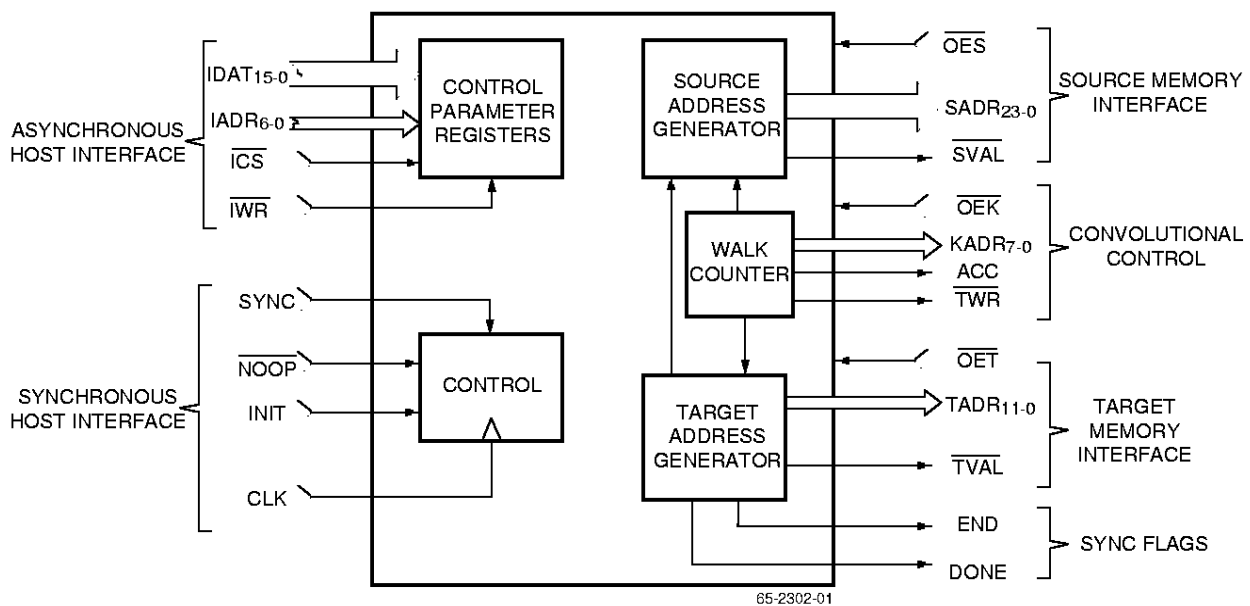 ASYNCHRONOUS
HOST INTERFACE
IDAT15-0
IADR6-0
ICS
IWR
CONTROL
PARAMETER
REGISTERS
SYNCHRONOUS
HOST INTERFACE
SYNC
NOOP
INIT
CLK
CONTROL
SOURCE
ADDRESS
GENERATOR
WALK
COUNTER
TARGET
ADDRESS
GENERATOR
OES
SADR23-0
SVAL
SOURCE MEMORY
INTERFACE
OEK
KADR7-0
ACC
TWR
CONVOLUTIONAL
CONTROL
OET
TADR11-0
TVAL
TARGET
MEMORY
INTERFACE
END
DONE
SYNC FLAGS
65-2302-01